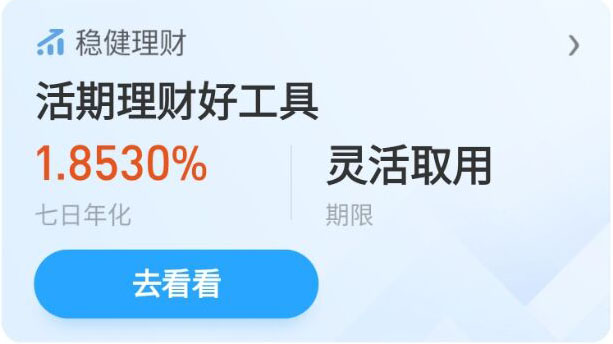 稳健理财
活期理财好工具
1.8530% 灵活取用
七日年化 期限
去看看